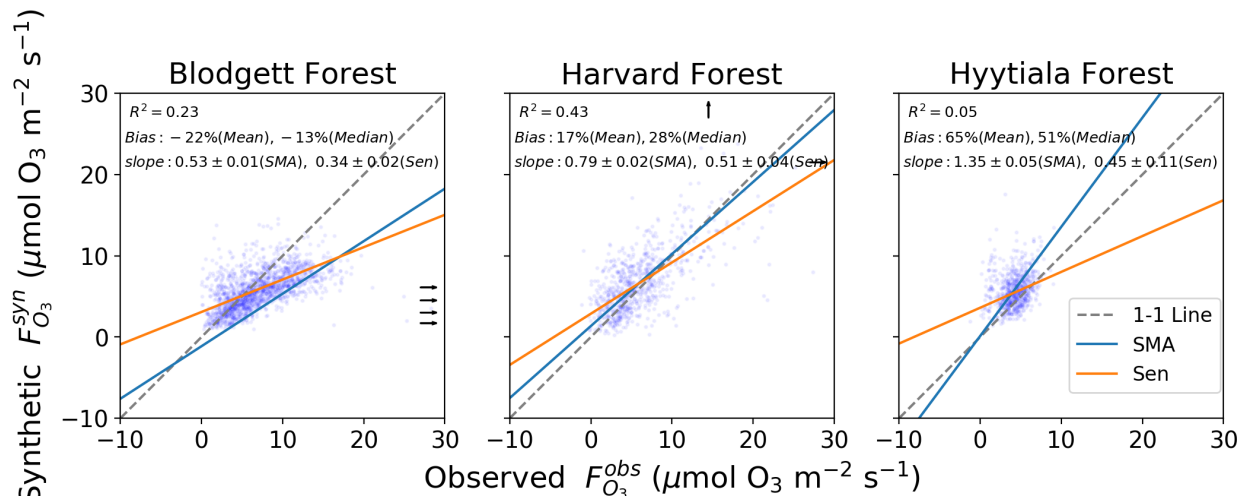 Blodgett Forest
Harvard Forest
Hyytiala Forest
Synthetic F^{syn}_{O_3} (μmol O₃ m⁻² s⁻¹)
30
20
10
0
−10
R² = 0.23
Bias: −22%(Mean), −13%(Median)
slope: 0.53 ± 0.01(SMA), 0.34 ± 0.02(Sen)
R² = 0.43
Bias: 17%(Mean), 28%(Median)
slope: 0.79 ± 0.02(SMA), 0.51 ± 0.04(Sen)
R² = 0.05
Bias: 65%(Mean), 51%(Median)
slope: 1.35 ± 0.05(SMA), 0.45 ± 0.11(Sen)
1-1 Line
SMA
Sen
−10 0 10 20 30
−10 0 10 20 30
−10 0 10 20 30
Observed F^{obs}_{O_3} (μmol O₃ m⁻² s⁻¹)